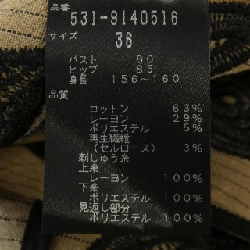 品番
531-8140516
サイズ
38
バスト 80
ヒップ 85
身長 156～160
品質
コットン 63%
レーヨン 29%
ポリエステル 5%
再生繊維
(セルロース) 3%
刺しゅう糸
上糸
レーヨン 100%
下糸
ポリエステル 100%
見返し部分
ポリエステル 100%